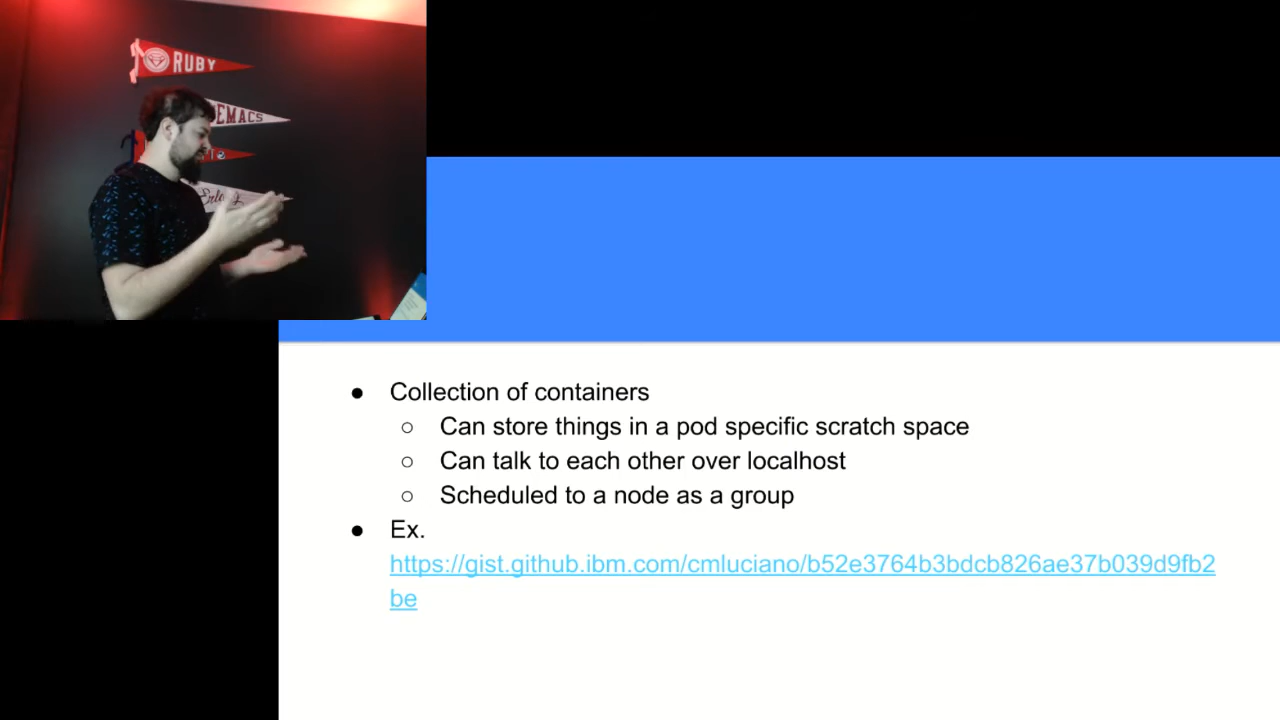 RUBY
EMACS
Collection of containers
Can store things in a pod specific scratch space
Can talk to each other over localhost
Scheduled to a node as a group
Ex.
https://gist.github.ibm.com/cmluciano/b52e3764b3bdcb826ae37b039d9fb2
be